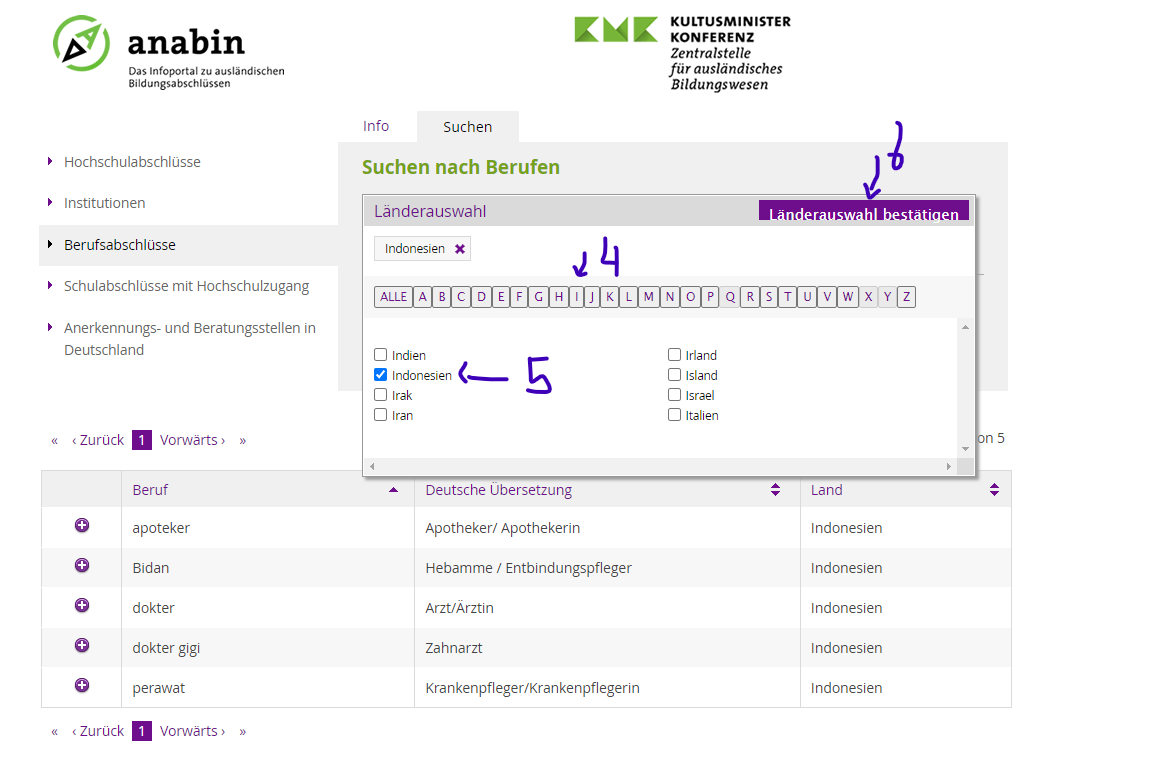 anabin
Das Infoportal zu ausländischen
Bildungsabschlüssen
KMK
KULTUSMINISTER
KONFERENZ
Zentralstelle
für ausländisches
Bildungswesen
Info
Suchen
Hochschulabschlüsse
Institutionen
Berufsabschlüsse
Schulabschlüsse mit Hochschulzugang
Anerkennungs- und Beratungsstellen in
Deutschland
Suchen nach Berufen
6
Länderauswahl
Länderauswahl bestätigen
Indonesien
4
ALLE A B C D E F G H I J K L M N O P Q R S T U V W X Y Z
Indien
Irland
Indonesien
Island
5
Irak
Israel
Iran
Italien
« ‹ Zurück 1 Vorwärts › »
on 5
Beruf Deutsche Übersetzung Land
apoteker Apotheker/ Apothekerin Indonesien
Bidan Hebamme / Entbindungspfleger Indonesien
dokter Arzt/Ärztin Indonesien
dokter gigi Zahnarzt Indonesien
perawat Krankenpfleger/Krankenpflegerin Indonesien
« ‹ Zurück 1 Vorwärts › »